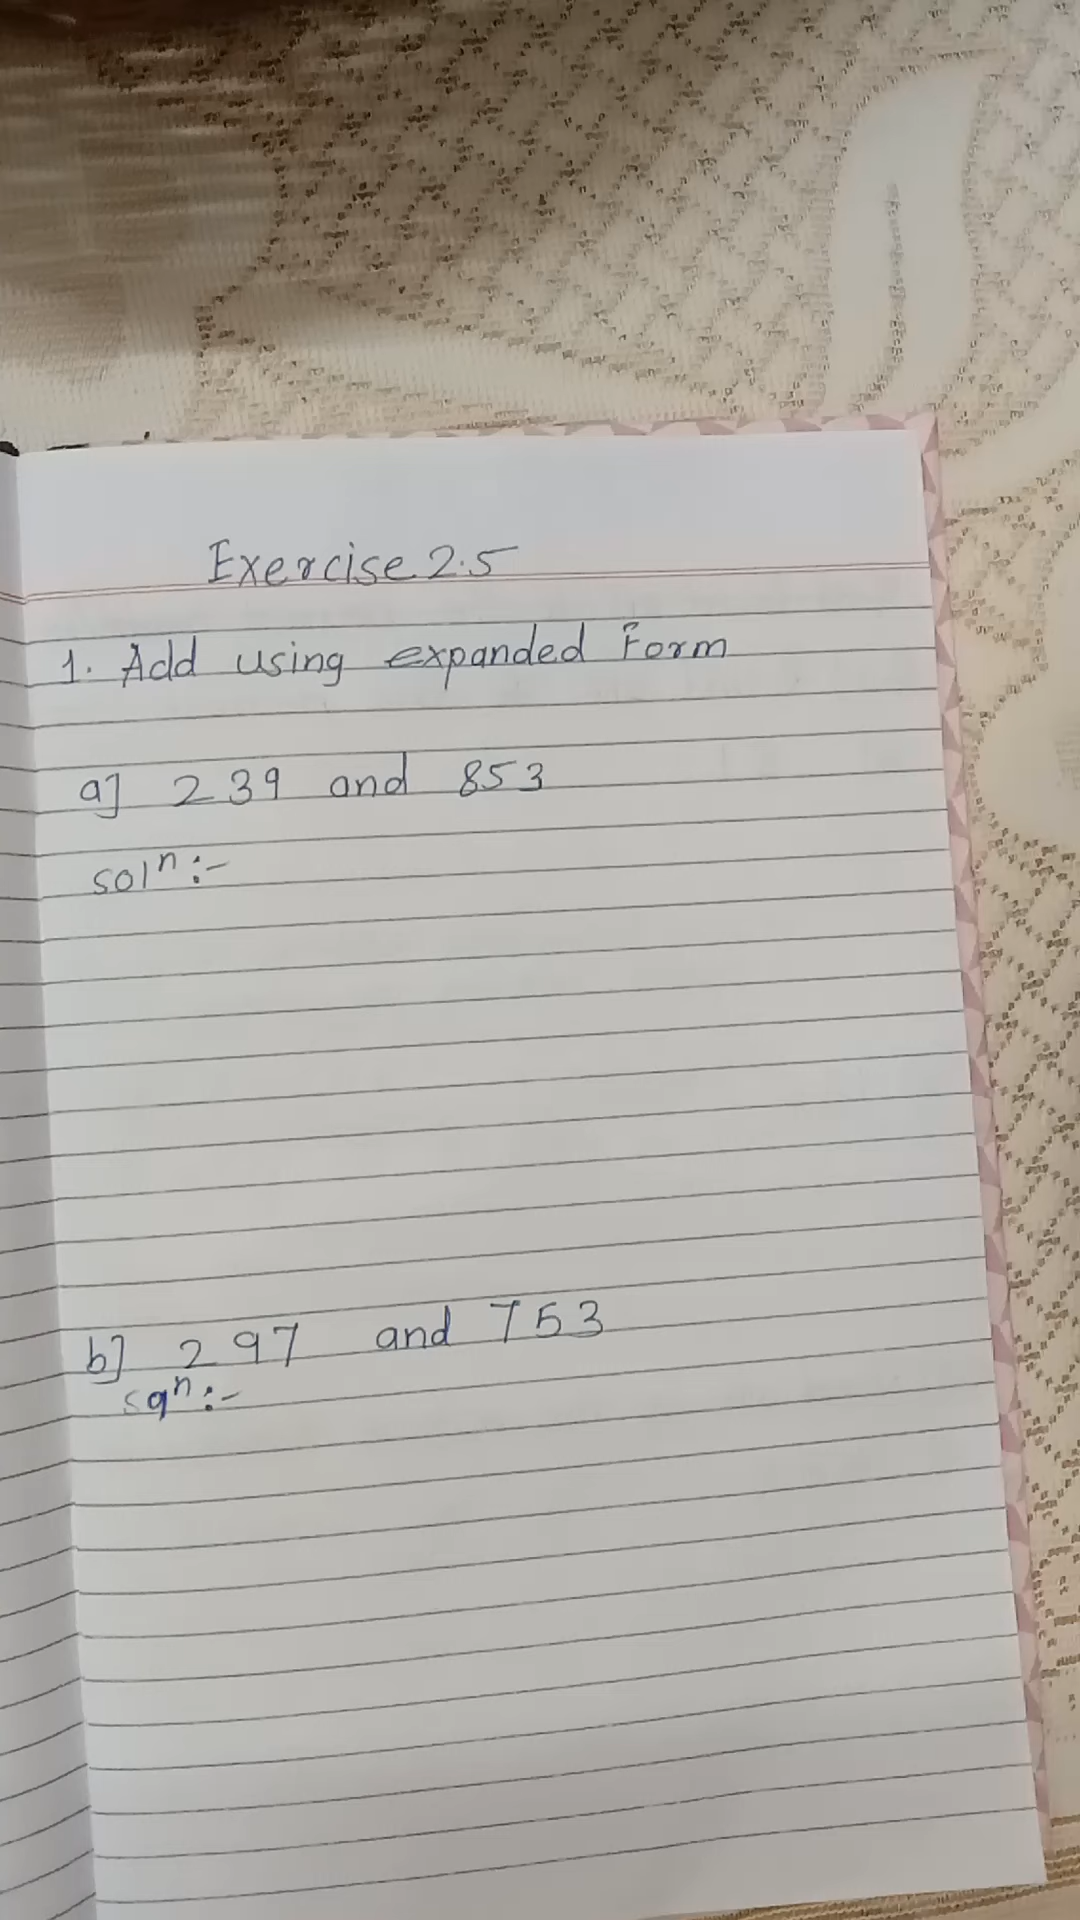 Exercise 2.5
1. Add using expanded Form
a] 239 and 853
solⁿ :-
b] 297 and 753
sqⁿ :-